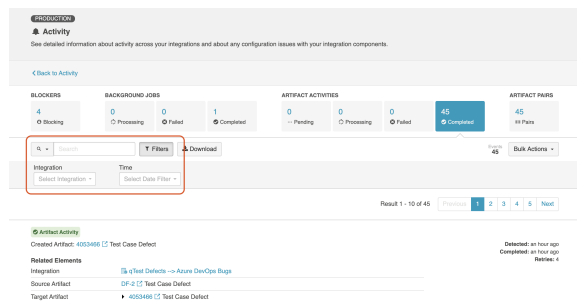 PRODUCTION
Activity
See detailed information about activity across your integrations and about any configuration issues with your integration components.
Back to Activity
BLOCKERS BACKGROUND JOBS ARTIFACT ACTIVITIES ARTIFACT PAIRS
4 0 0 1 0 0 0 45 45
Blocking Processing Failed Completed Pending Processing Failed Completed Pairs
Search Filters Download Events 45 Bulk Actions
Integration Time
Select Integration Select Date Filter
Result 1 - 10 of 45 Previous 1 2 3 4 5 Next
Artifact Activity
Created Artifact: 4053466 Test Case Defect Detected: an hour ago
Completed: an hour ago
Related Elements Retries: 4
Integration qTest Defects --> Azure DevOps Bugs
Source Artifact DF-2 Test Case Defect
Target Artifact 4053466 Test Case Defect